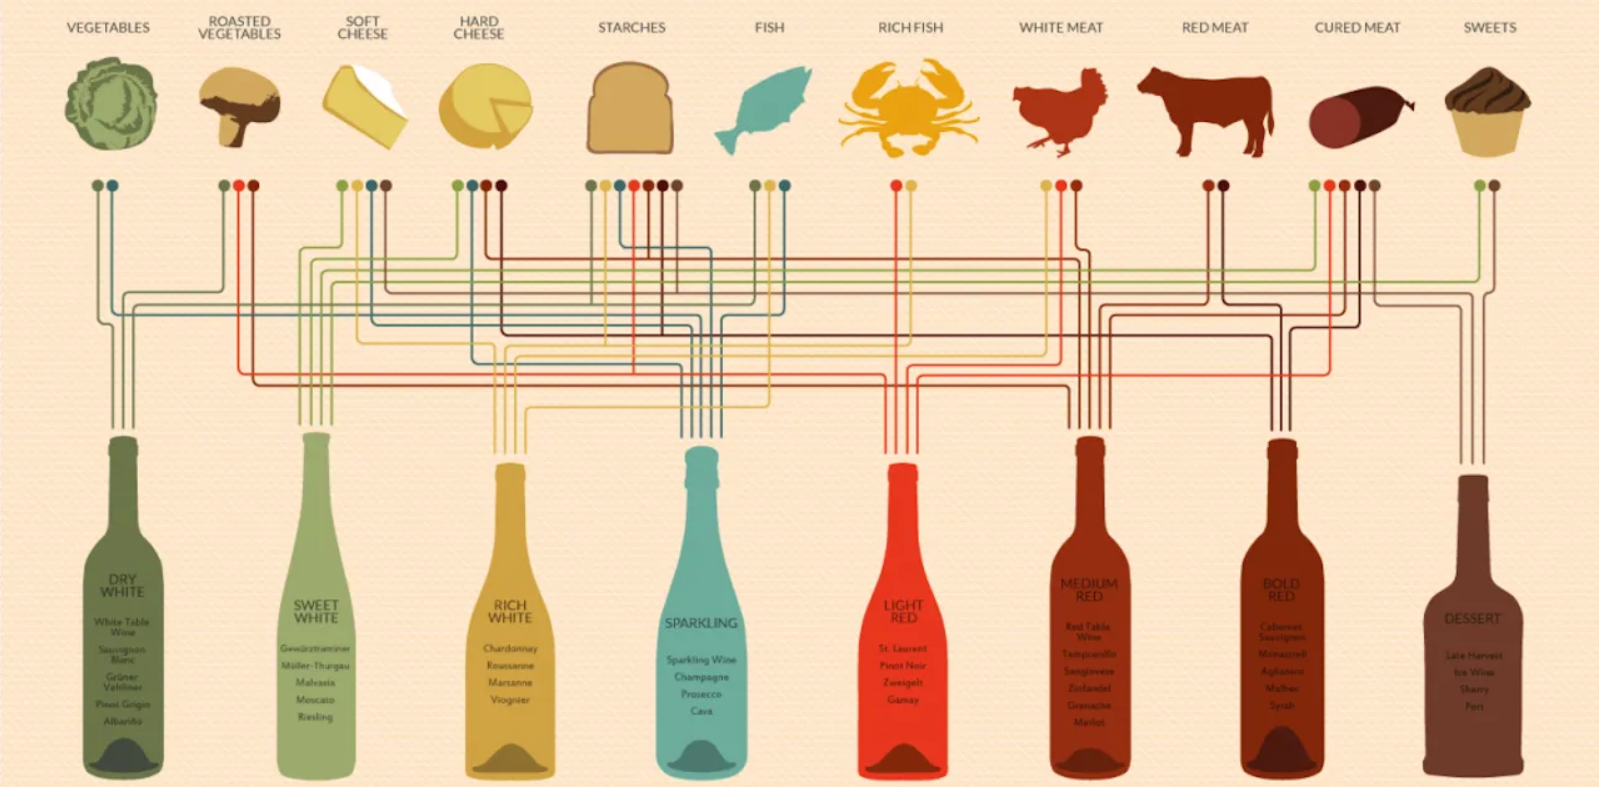 VEGETABLES
ROASTED
VEGETABLES
SOFT
CHEESE
HARD
CHEESE
STARCHES
FISH
RICH FISH
WHITE MEAT
RED MEAT
CURED MEAT
SWEETS
DRY
WHITE
White Table
Wine
Sauvignon
Blanc
Grüner
Veltliner
Pinot Grigio
Albariño
SWEET
WHITE
Gewürztraminer
Müller-Thurgau
Malvasia
Moscato
Riesling
RICH
WHITE
Chardonnay
Roussanne
Marsanne
Viognier
SPARKLING
Sparkling Wine
Champagne
Prosecco
Cava
LIGHT
RED
St. Laurent
Pinot Noir
Zweigelt
Gamay
MEDIUM
RED
Red Table
Wine
Tempranillo
Sangiovese
Zinfandel
Grenache
Merlot
BOLD
RED
Cabernet
Sauvignon
Monastrell
Aglianico
Malbec
Syrah
DESSERT
Late Harvest
Ice Wine
Sherry
Port